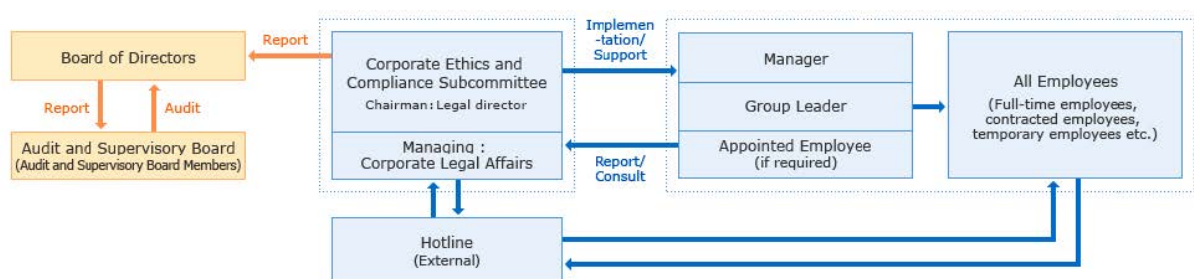 Board of Directors
Report
Audit
Audit and Supervisory Board
(Audit and Supervisory Board Members)
Report
Corporate Ethics and
Compliance Subcommittee
Chairman: Legal director
Managing :
Corporate Legal Affairs
Implemen
-tation/
Support
Report/
Consult
Manager
Group Leader
Appointed Employee
(if required)
All Employees
(Full-time employees,
contracted employees,
temporary employees etc.)
Hotline
(External)